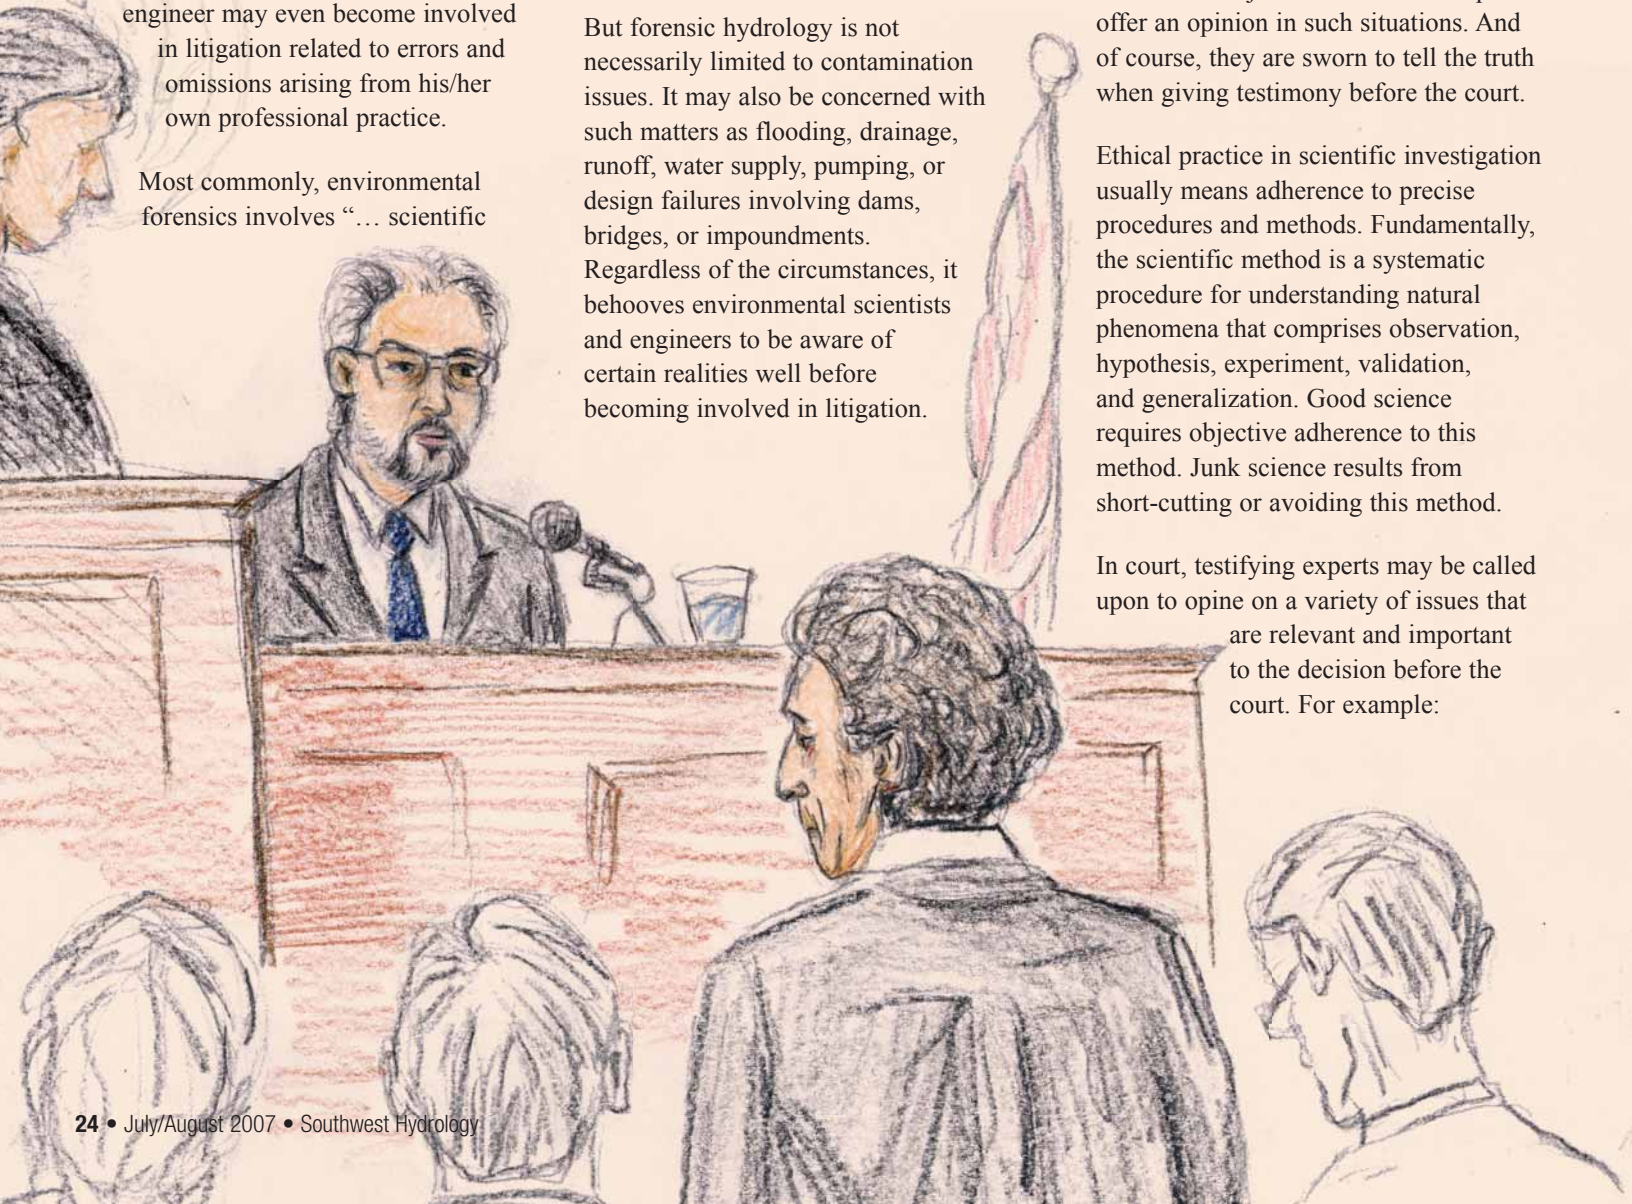 engineer may even become involved
in litigation related to errors and
omissions arising from his/her
own professional practice.
Most commonly, environmental
forensics involves “… scientific
But forensic hydrology is not
necessarily limited to contamination
issues. It may also be concerned with
such matters as flooding, drainage,
runoff, water supply, pumping, or
design failures involving dams,
bridges, or impoundments.
Regardless of the circumstances, it
behooves environmental scientists
and engineers to be aware of
certain realities well before
becoming involved in litigation.
offer an opinion in such situations. And
of course, they are sworn to tell the truth
when giving testimony before the court.
Ethical practice in scientific investigation
usually means adherence to precise
procedures and methods. Fundamentally,
the scientific method is a systematic
procedure for understanding natural
phenomena that comprises observation,
hypothesis, experiment, validation,
and generalization. Good science
requires objective adherence to this
method. Junk science results from
short-cutting or avoiding this method.
In court, testifying experts may be called
upon to opine on a variety of issues that
are relevant and important
to the decision before the
court. For example:
24 • July/August 2007 • Southwest Hydrology